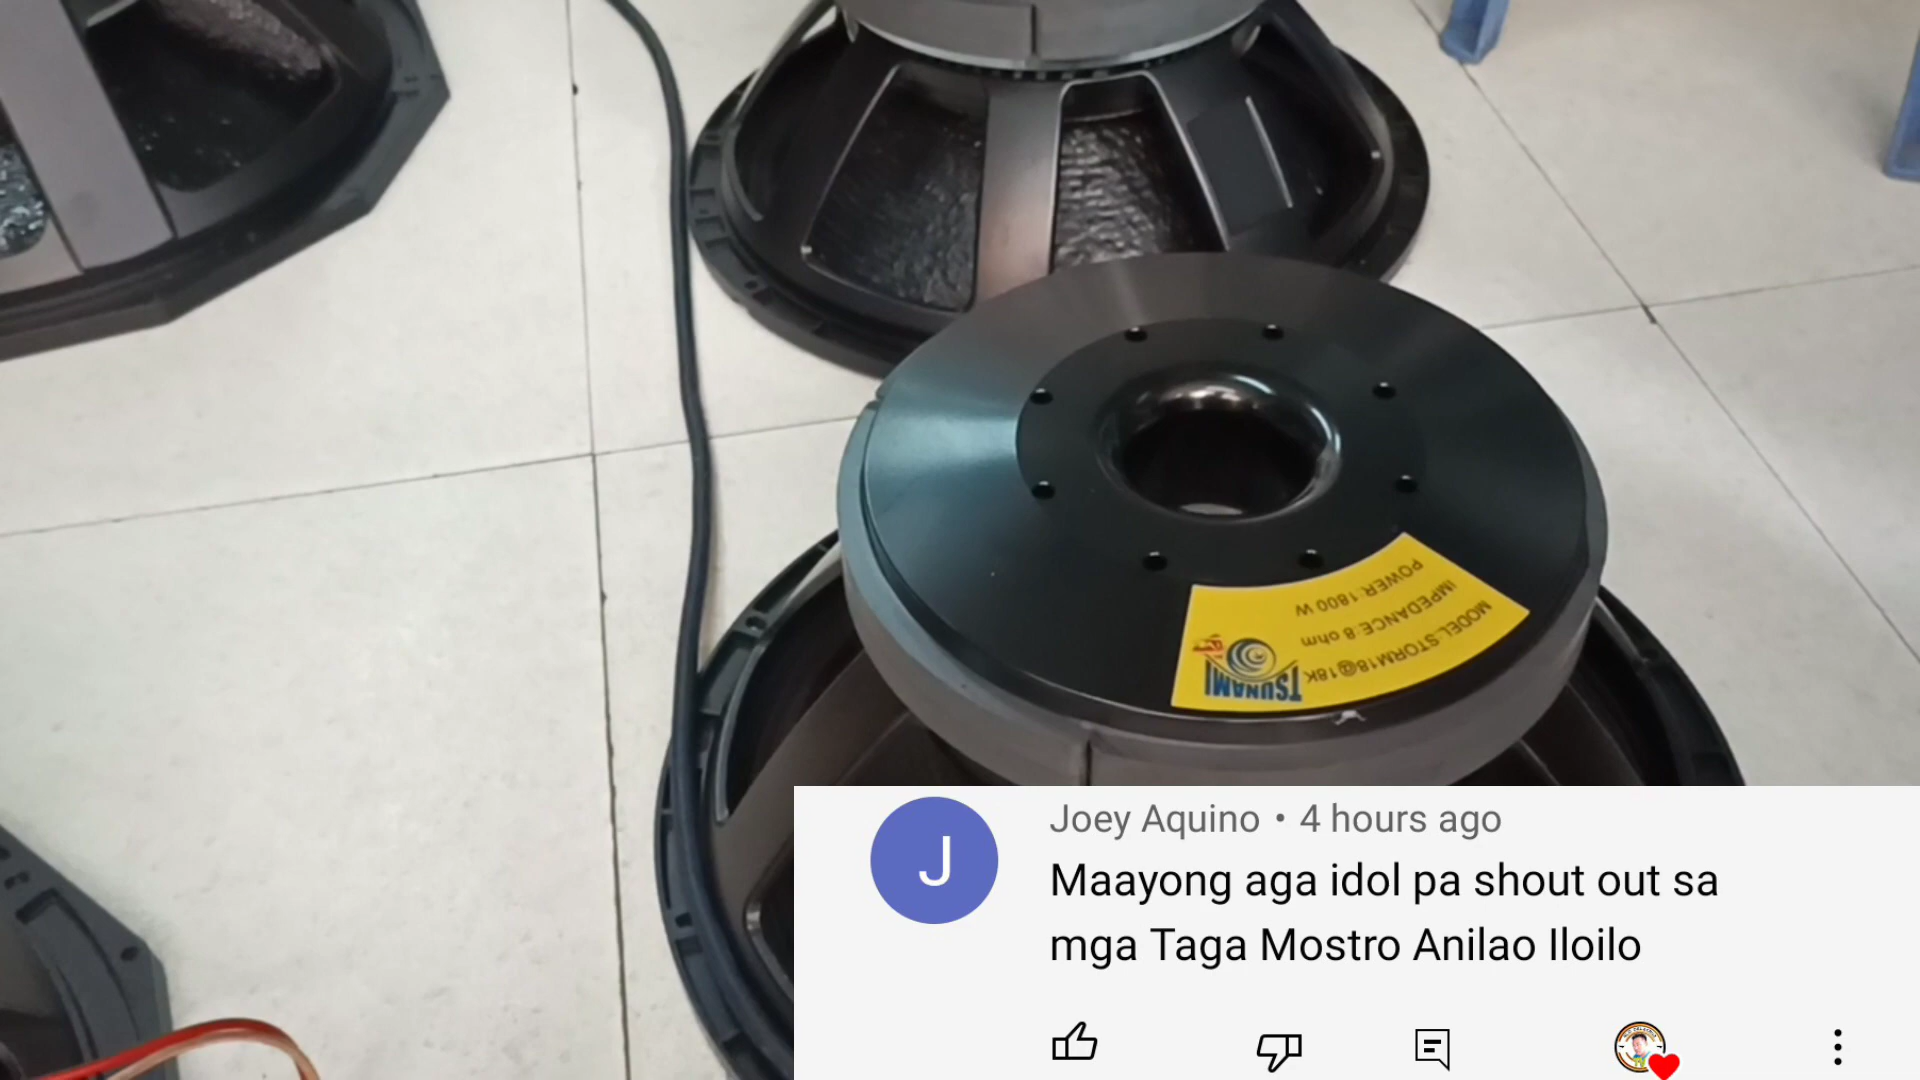 POWER: 1800 W
IMPEDANCE: 8 ohm
MODEL:STORM18@18K
TSUNAMI
J
Joey Aquino • 4 hours ago
Maayong aga idol pa shout out sa
mga Taga Mostro Anilao Iloilo